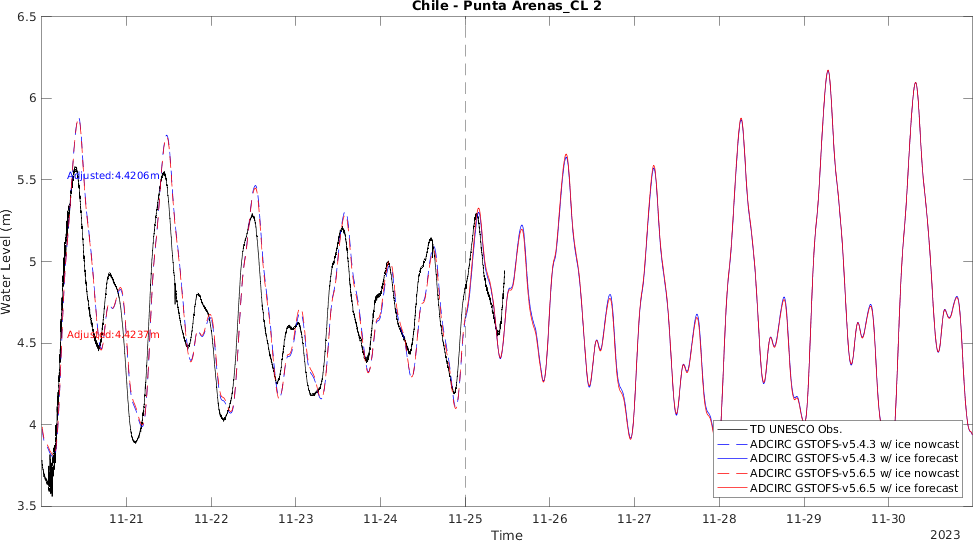 Chile - Punta Arenas_CL 2
6.5
6
5.5
5
4.5
4
3.5
Water Level (m)
Adjusted:4.4206m
Adjusted:4.4237m
TD UNESCO Obs.
ADCIRC GSTOFS-v5.4.3 w/ ice nowcast
ADCIRC GSTOFS-v5.4.3 w/ ice forecast
ADCIRC GSTOFS-v5.6.5 w/ ice nowcast
ADCIRC GSTOFS-v5.6.5 w/ ice forecast
11-21 11-22 11-23 11-24 11-25 11-26 11-27 11-28 11-29 11-30
Time
2023